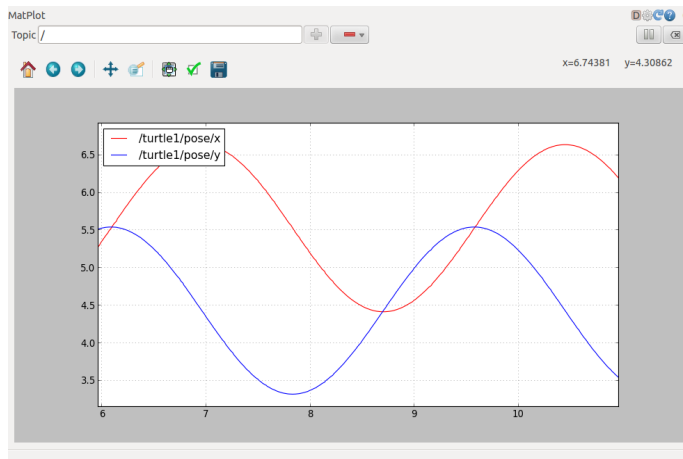 MatPlot
D
?
Topic /
x=6.74381 y=4.30862
/turtle1/pose/x
/turtle1/pose/y
6.5
6.0
5.5
5.0
4.5
4.0
3.5
6 7 8 9 10